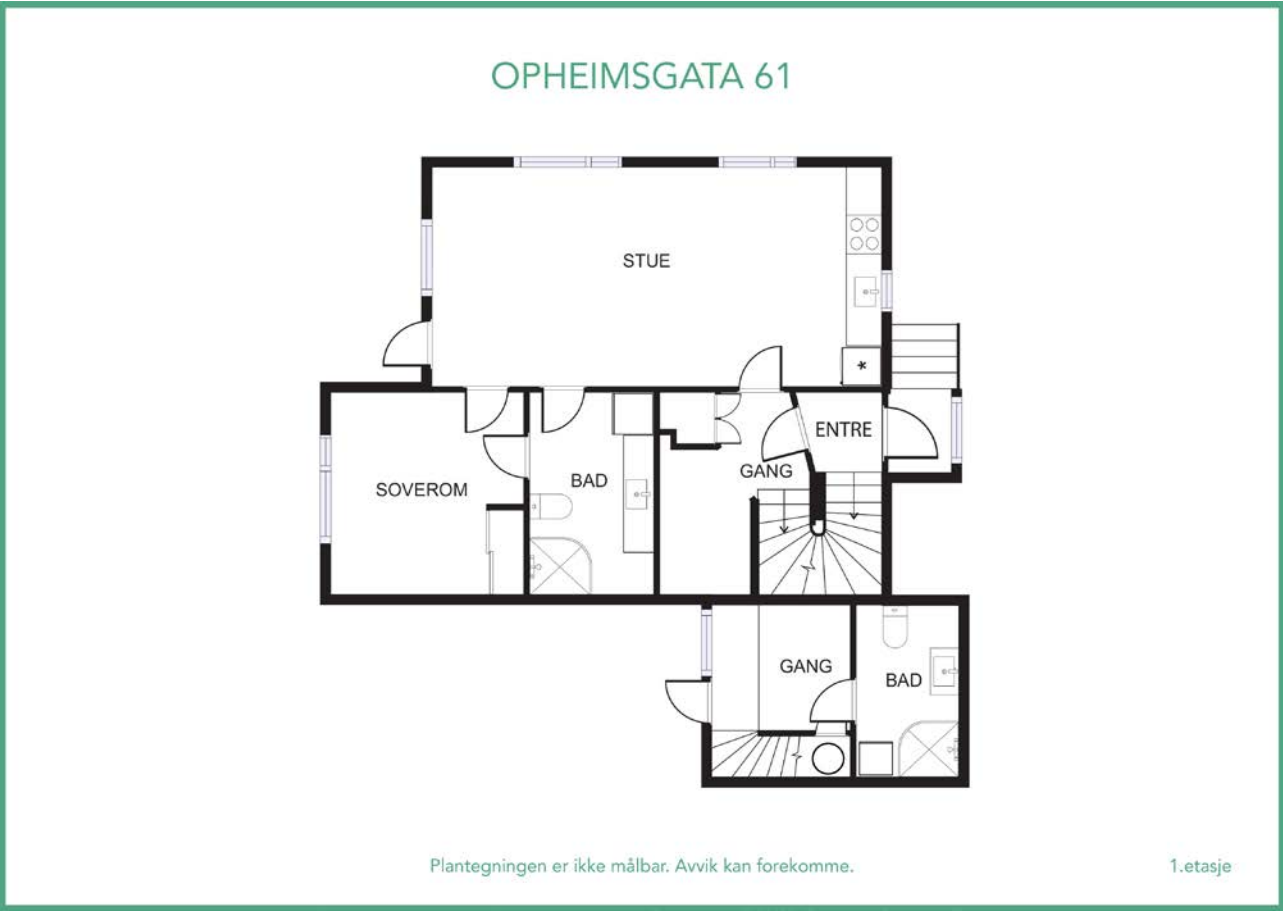 OPHEIMSGATA 61
STUE
*
ENTRE
GANG
BAD
SOVEROM
GANG
BAD
Plantegningen er ikke målbar. Avvik kan forekomme.
1.etasje